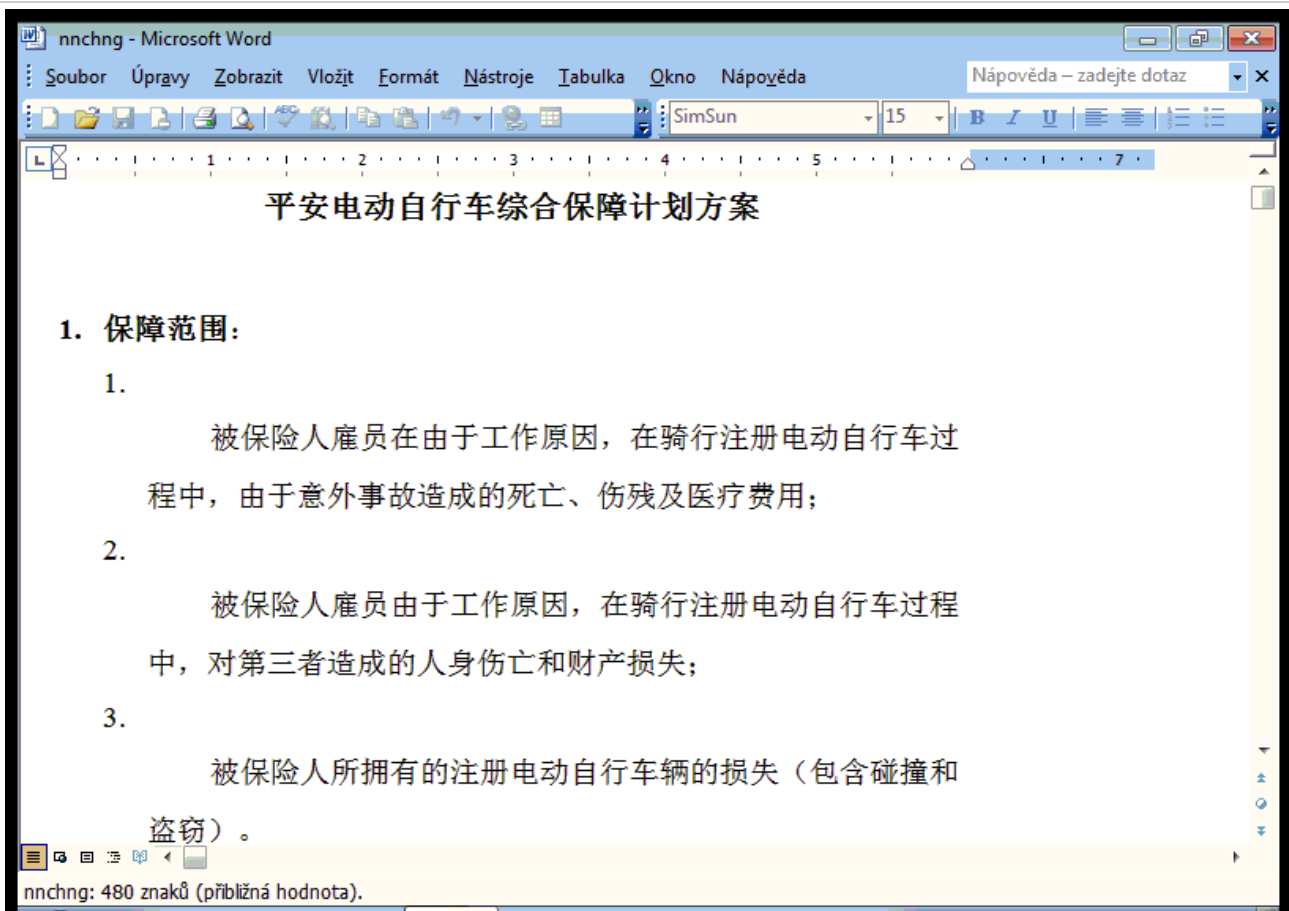 nnchng - Microsoft Word
Soubor Úpravy Zobrazit Vložit Formát Nástroje Tabulka Okno Nápověda Nápověda – zadejte dotaz
SimSun 15 B I U
1 2 3 4 5 7
平安电动自行车综合保障计划方案
1. 保障范围：
1.
被保险人雇员在由于工作原因，在骑行注册电动自行车过
程中，由于意外事故造成的死亡、伤残及医疗费用；
2.
被保险人雇员由于工作原因，在骑行注册电动自行车过程
中，对第三者造成的人身伤亡和财产损失；
3.
被保险人所拥有的注册电动自行车辆的损失（包含碰撞和
盗窃）。
nnchng: 480 znaků (přibližná hodnota).